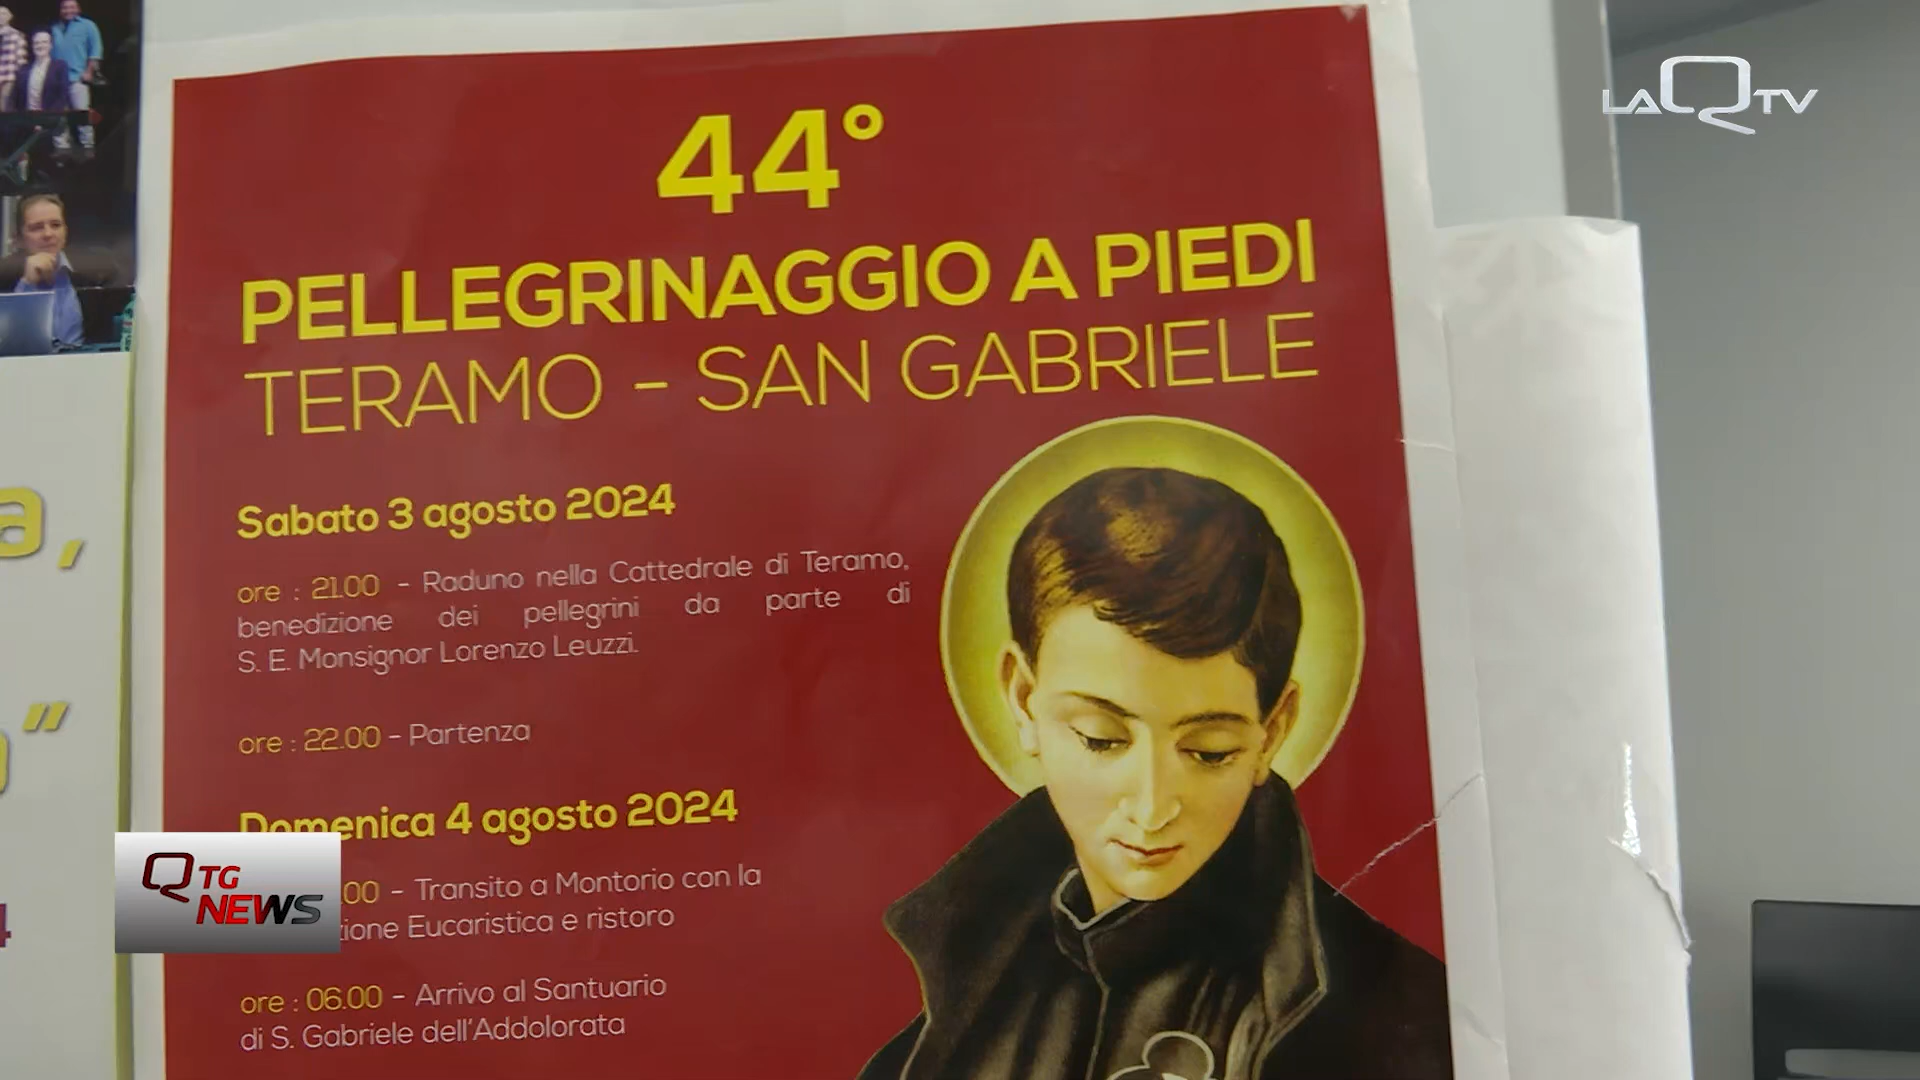 LAQTV
44°
PELLEGRINAGGIO A PIEDI
TERAMO – SAN GABRIELE
Sabato 3 agosto 2024
ore : 21.00 - Raduno nella Cattedrale di Teramo,
benedizione dei pellegrini da parte di
S. E. Monsignor Lorenzo Leuzzi.
ore : 22.00 - Partenza
Domenica 4 agosto 2024
.00 - Transito a Montorio con la
zione Eucaristica e ristoro
ore : 06.00 - Arrivo al Santuario
di S. Gabriele dell'Addolorata
a,
"
4
Q TG
NEWS